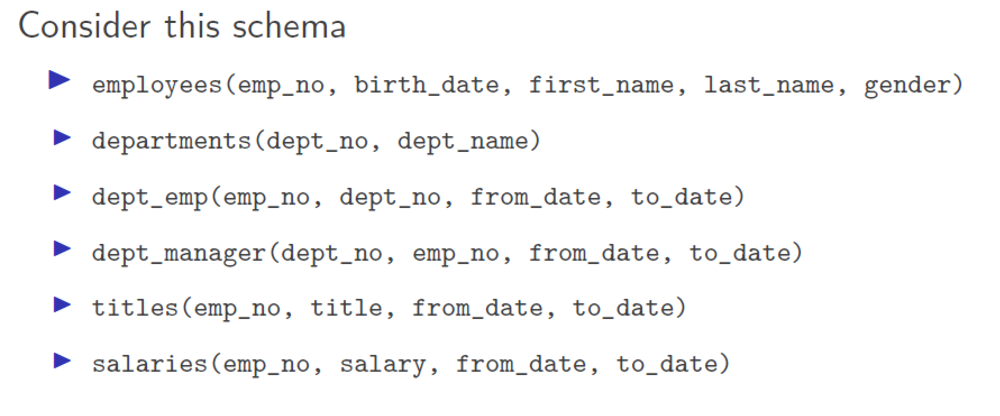 Consider this schema
employees(emp_no, birth_date, first_name, last_name, gender)
departments(dept_no, dept_name)
dept_emp(emp_no, dept_no, from_date, to_date)
dept_manager(dept_no, emp_no, from_date, to_date)
titles(emp_no, title, from_date, to_date)
salaries(emp_no, salary, from_date, to_date)